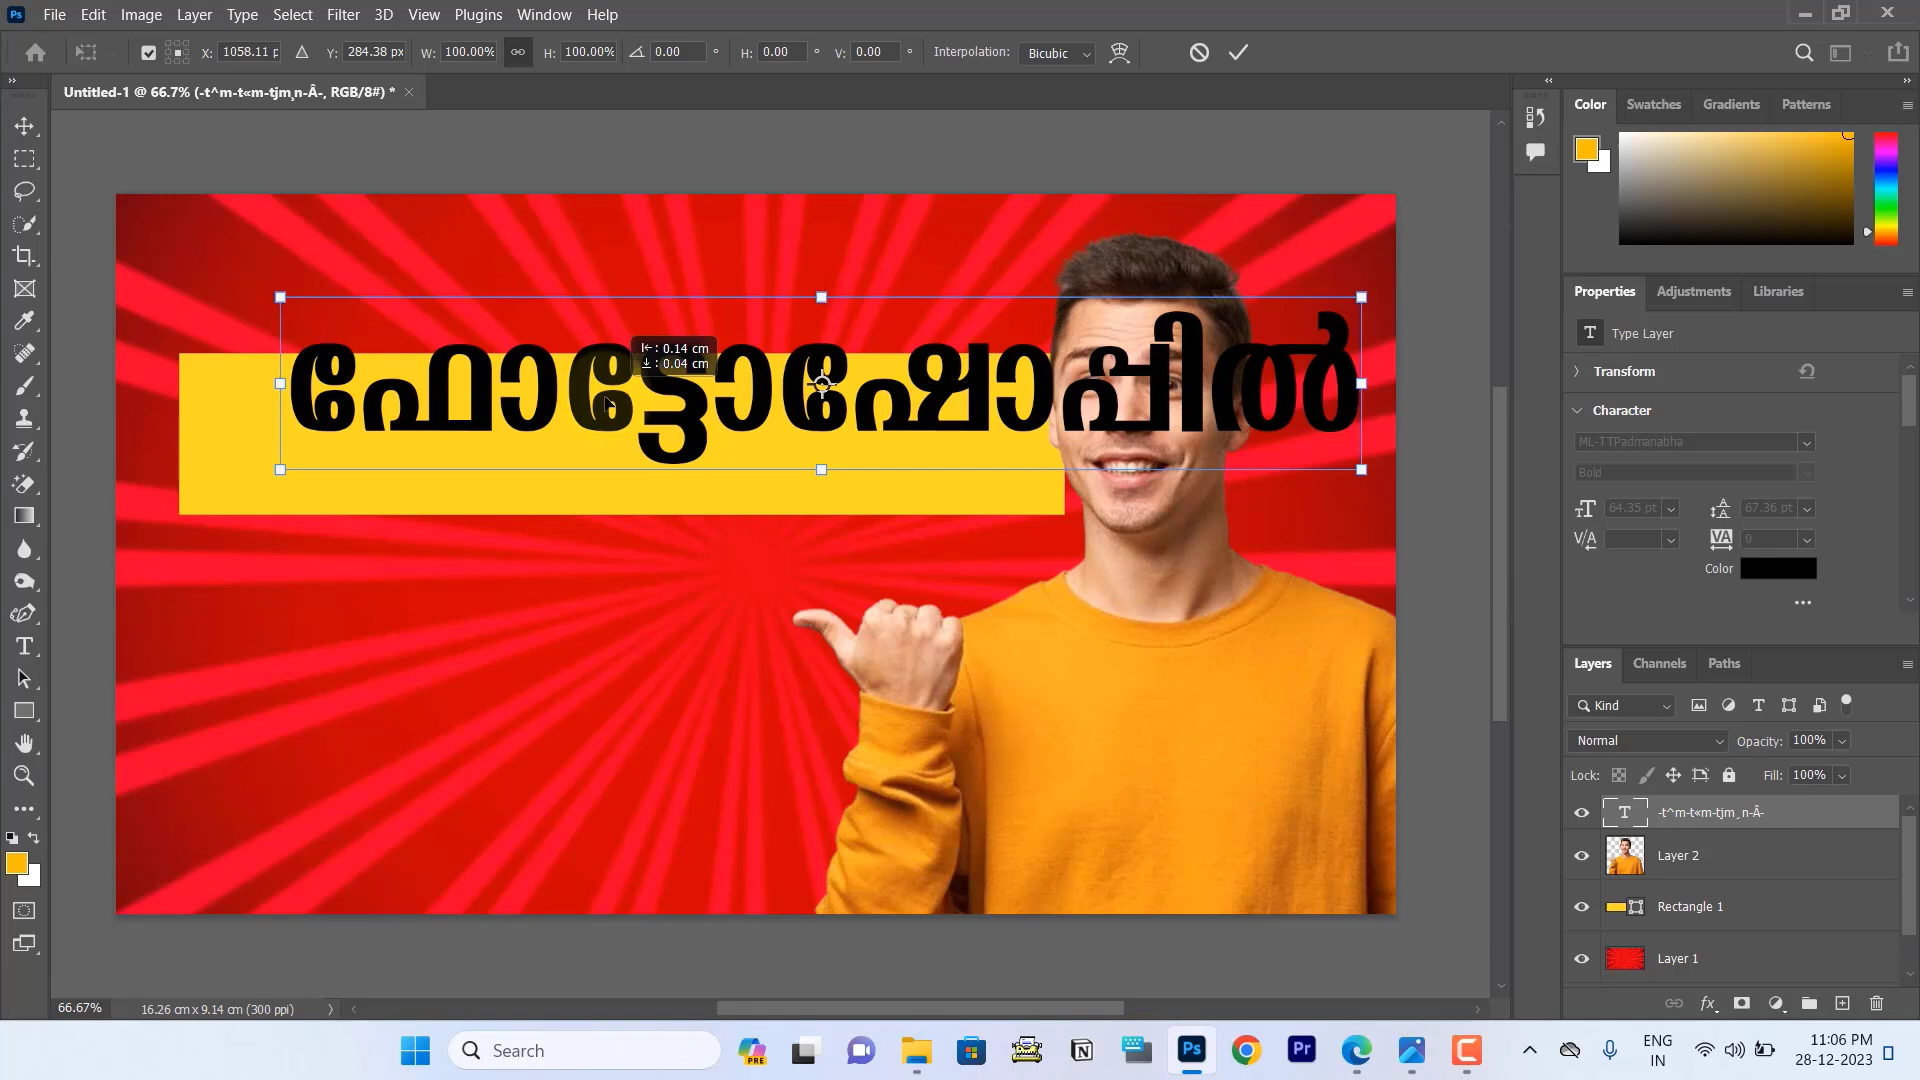 File Edit Image Layer Type Select Filter 3D View Plugins Window Help
X: 1058.11 p Y: 284.38 px W: 100.00% H: 100.00% 0.00 ° H: 0.00 ° V: 0.00 ° Interpolation: Bicubic
Untitled-1 @ 66.7% (-t^m-t«m-tjm¸n-Â-, RGB/8#) *
Color Swatches Gradients Patterns
ഫോട്ടോഷോപ്പിൽ
: 0.14 cm
: 0.04 cm
Properties Adjustments Libraries
T Type Layer
Transform
Character
ML-TTPadmanabha
Bold
64.35 pt 67.36 pt
0
Color
Layers Channels Paths
Kind
Normal Opacity: 100%
Lock: Fill: 100%
T -t^m-t«m-tjm¸n-Â-
Layer 2
Rectangle 1
Layer 1
fx
66.67% 16.26 cm x 9.14 cm (300 ppi)
Search
PRE
Ps Pr
ENG
IN
11:06 PM
28-12-2023